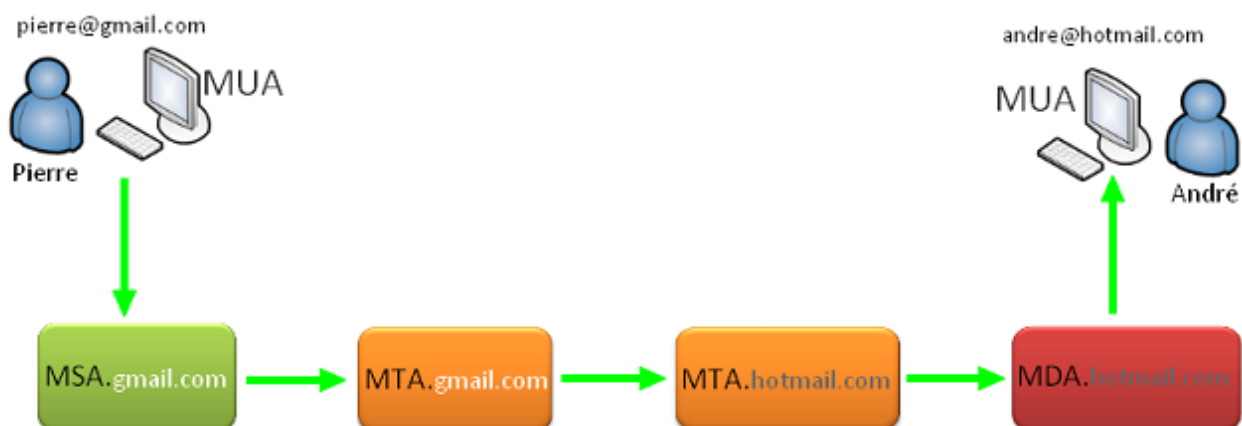 pierre@gmail.com
MUA
Pierre
andre@hotmail.com
MUA
André
MSA.gmail.com
MTA.gmail.com
MTA.hotmail.com
MDA.hotmail.com